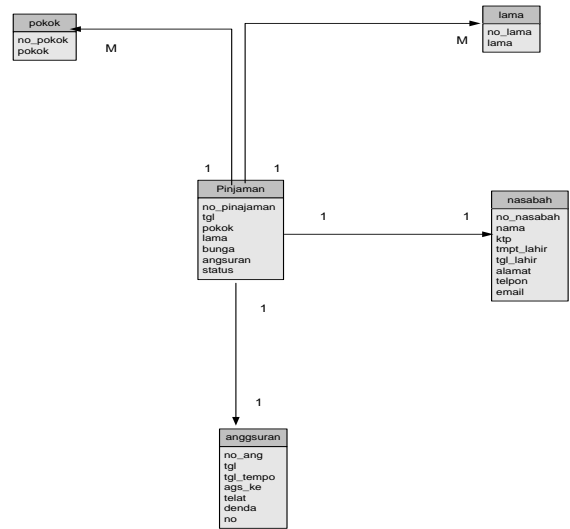 pokok
no_pokok
pokok
M
lama
no_lama
lama
M
1
1
Pinjaman
no_pinajaman
tgl
pokok
lama
bunga
angsuran
status
1
1
nasabah
no_nasabah
nama
ktp
tmpt_lahir
tgl_lahir
alamat
telpon
email
1
1
anggsuran
no_ang
tgl
tgl_tempo
ags_ke
telat
denda
no